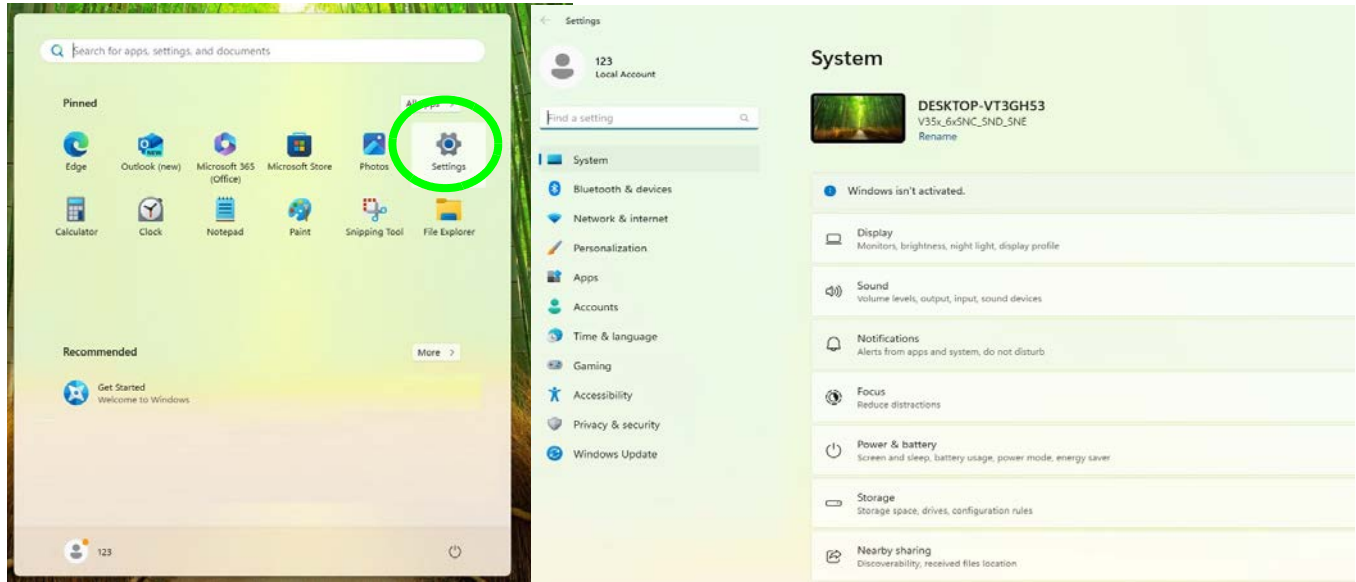 Search for apps, settings, and documents
Pinned
All apps >
Edge
Outlook (new)
Microsoft 365
(Office)
Microsoft Store
Photos
Settings
Calculator
Clock
Notepad
Paint
Snipping Tool
File Explorer
Recommended
More >
Get Started
Welcome to Windows
123
Settings
123
Local Account
Find a setting
System
Bluetooth & devices
Network & internet
Personalization
Apps
Accounts
Time & language
Gaming
Accessibility
Privacy & security
Windows Update
System
DESKTOP-VT3GH53
V35x_6xSNC_SND_SNE
Rename
Windows isn't activated.
Display
Monitors, brightness, night light, display profile
Sound
Volume levels, output, input, sound devices
Notifications
Alerts from apps and system, do not disturb
Focus
Reduce distractions
Power & battery
Screen and sleep, battery usage, power mode, energy saver
Storage
Storage space, drives, configuration rules
Nearby sharing
Discoverability, received files location